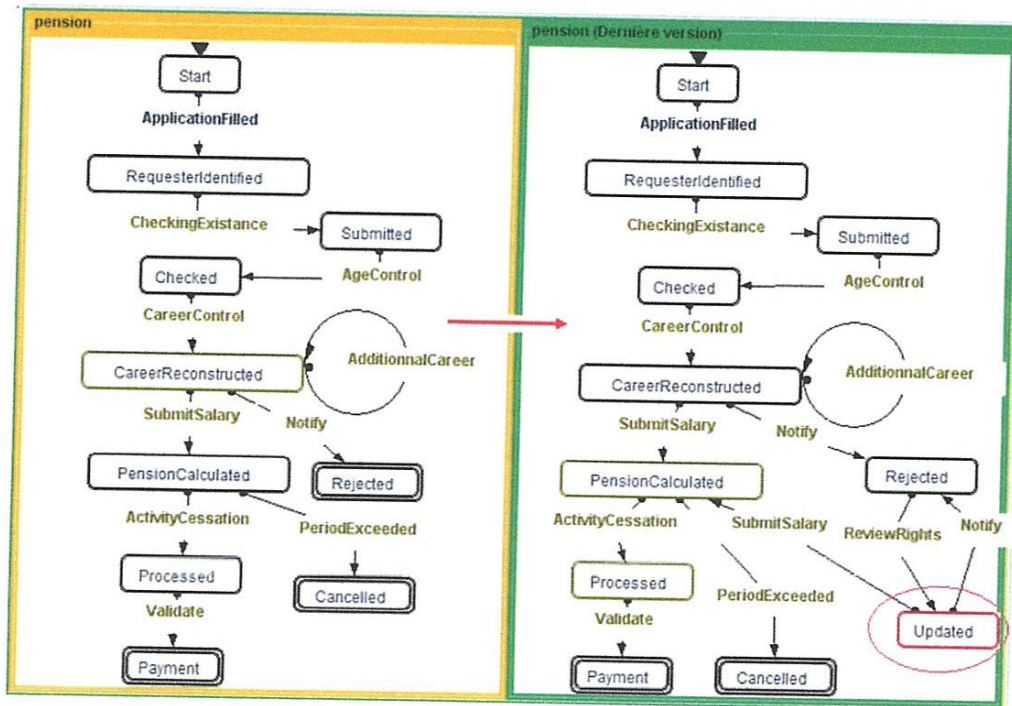 pension
Start
ApplicationFilled
RequesterIdentified
CheckingExistance
Submitted
Checked
AgeControl
CareerControl
AdditionnalCareer
CareerReconstructed
SubmitSalary
Notify
PensionCalculated
Rejected
ActivityCessation
PeriodExceeded
Processed
Cancelled
Validate
Payment
pension (Dernière version)
Start
ApplicationFilled
RequesterIdentified
CheckingExistance
Submitted
Checked
AgeControl
CareerControl
AdditionnalCareer
CareerReconstructed
SubmitSalary
Notify
PensionCalculated
Rejected
ActivityCessation
SubmitSalary
ReviewRights
Notify
Processed
PeriodExceeded
Validate
Updated
Payment
Cancelled